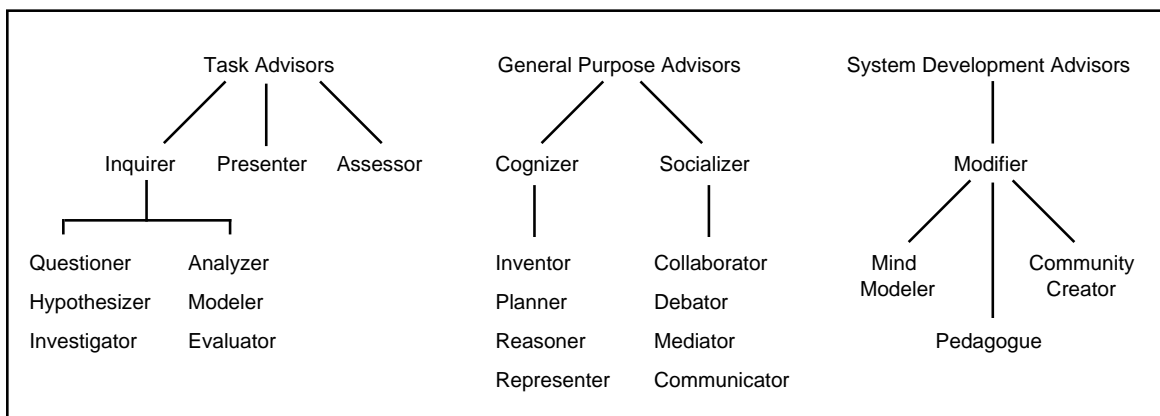 Task Advisors General Purpose Advisors System Development Advisors
Inquirer Presenter Assessor Cognizer Socializer Modifier
Questioner Analyzer Inventor Collaborator Mind Community
Hypothesizer Modeler Planner Debator Modeler Creator
Investigator Evaluator Reasoner Mediator Pedagogue
Representer Communicator